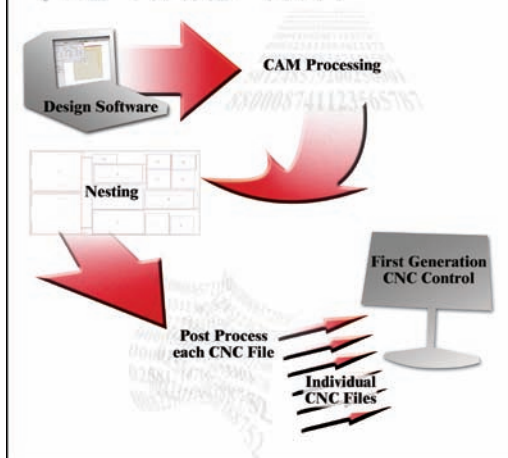 Design Software
CAM Processing
Nesting
First Generation
CNC Control
Post Process
each CNC File
Individual
CNC Files